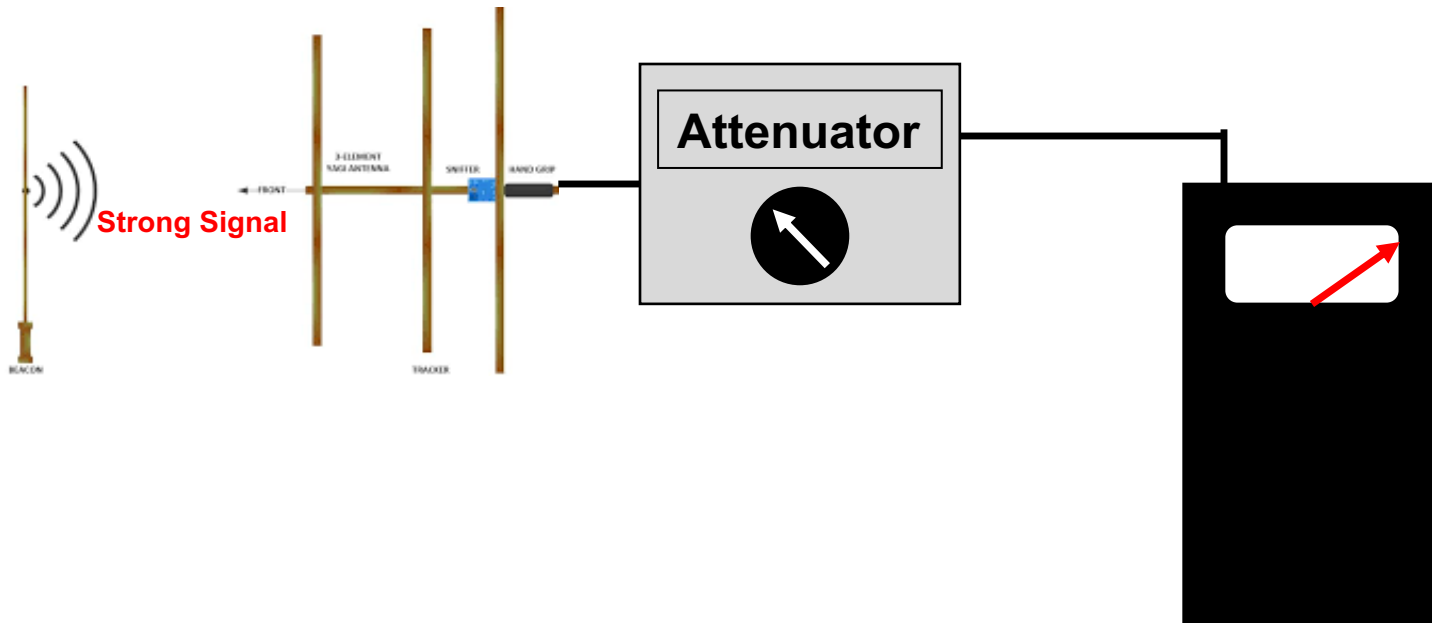 Attenuator
3-ELEMENT
YAGI ANTENNA
SNIFFER
HAND GRIP
FRONT
Strong Signal
BEACON
TRACKER